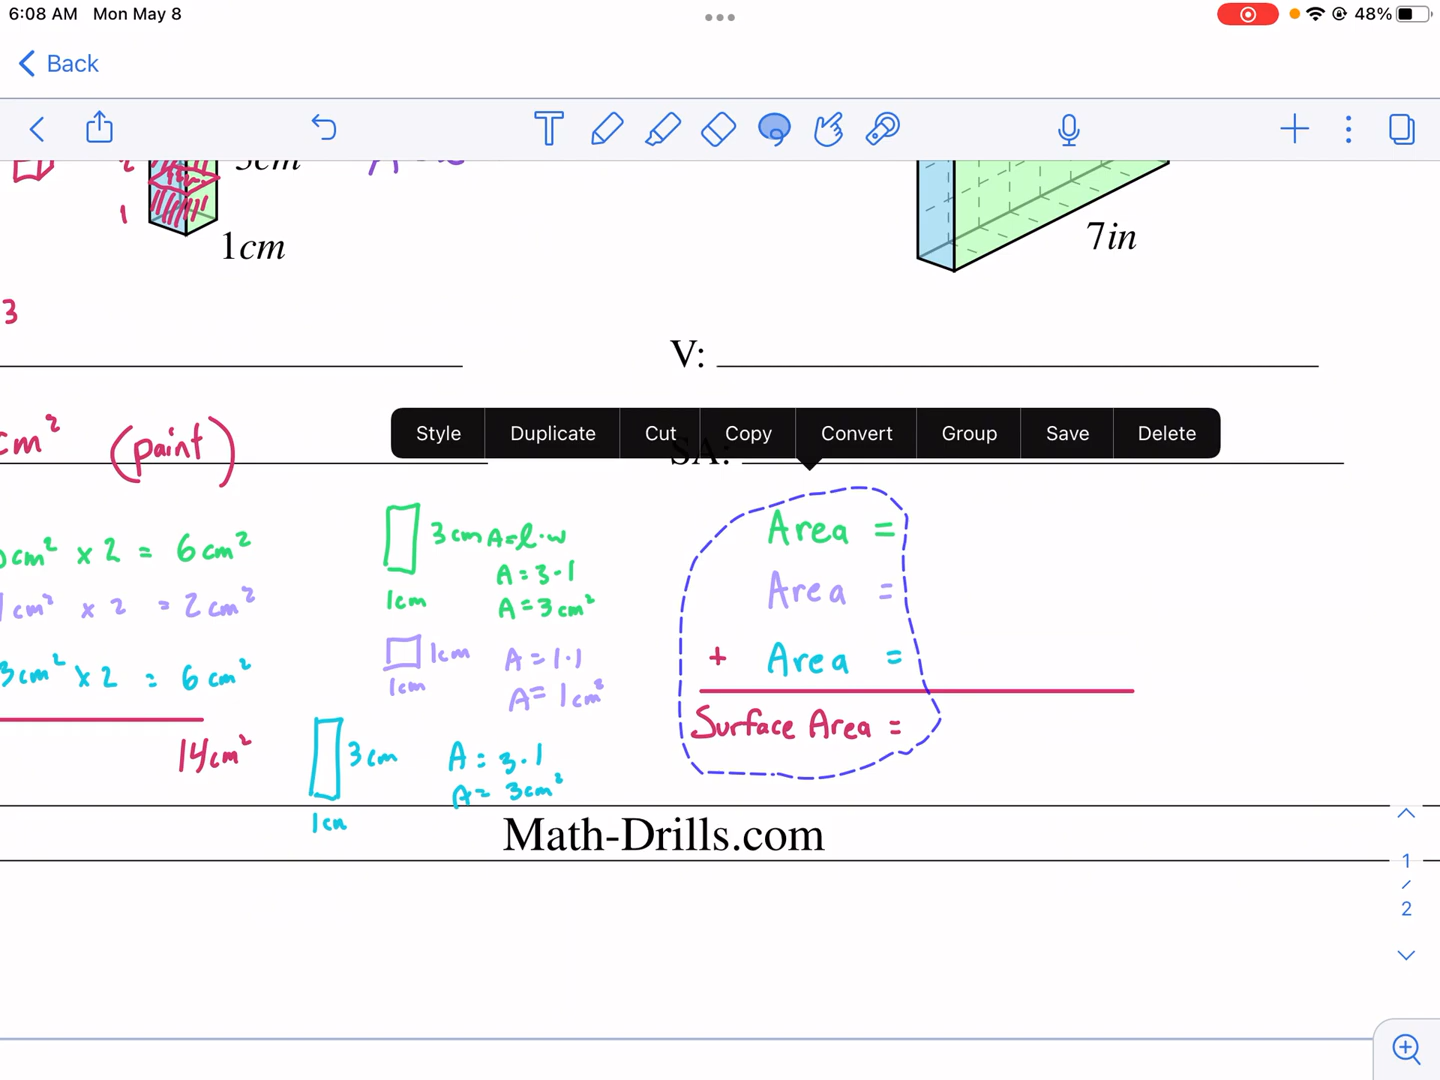 6:08 AM Mon May 8
48%
Back
1
1cm
7in
3
V:
cm² (paint)
Style Duplicate Cut Copy Convert Group Save Delete
SA:
cm² x 2 = 6cm²
1cm² x 2 = 2cm²
3cm² x 2 = 6cm²
14cm²
3cm A=l·w
A=3·1
1cm A=3cm²
1cm A=1·1
1cm A=1cm²
3cm A=3·1
A=3cm²
1cm
Area =
Area =
+ Area =
Surface Area =
Math-Drills.com
1
/
2